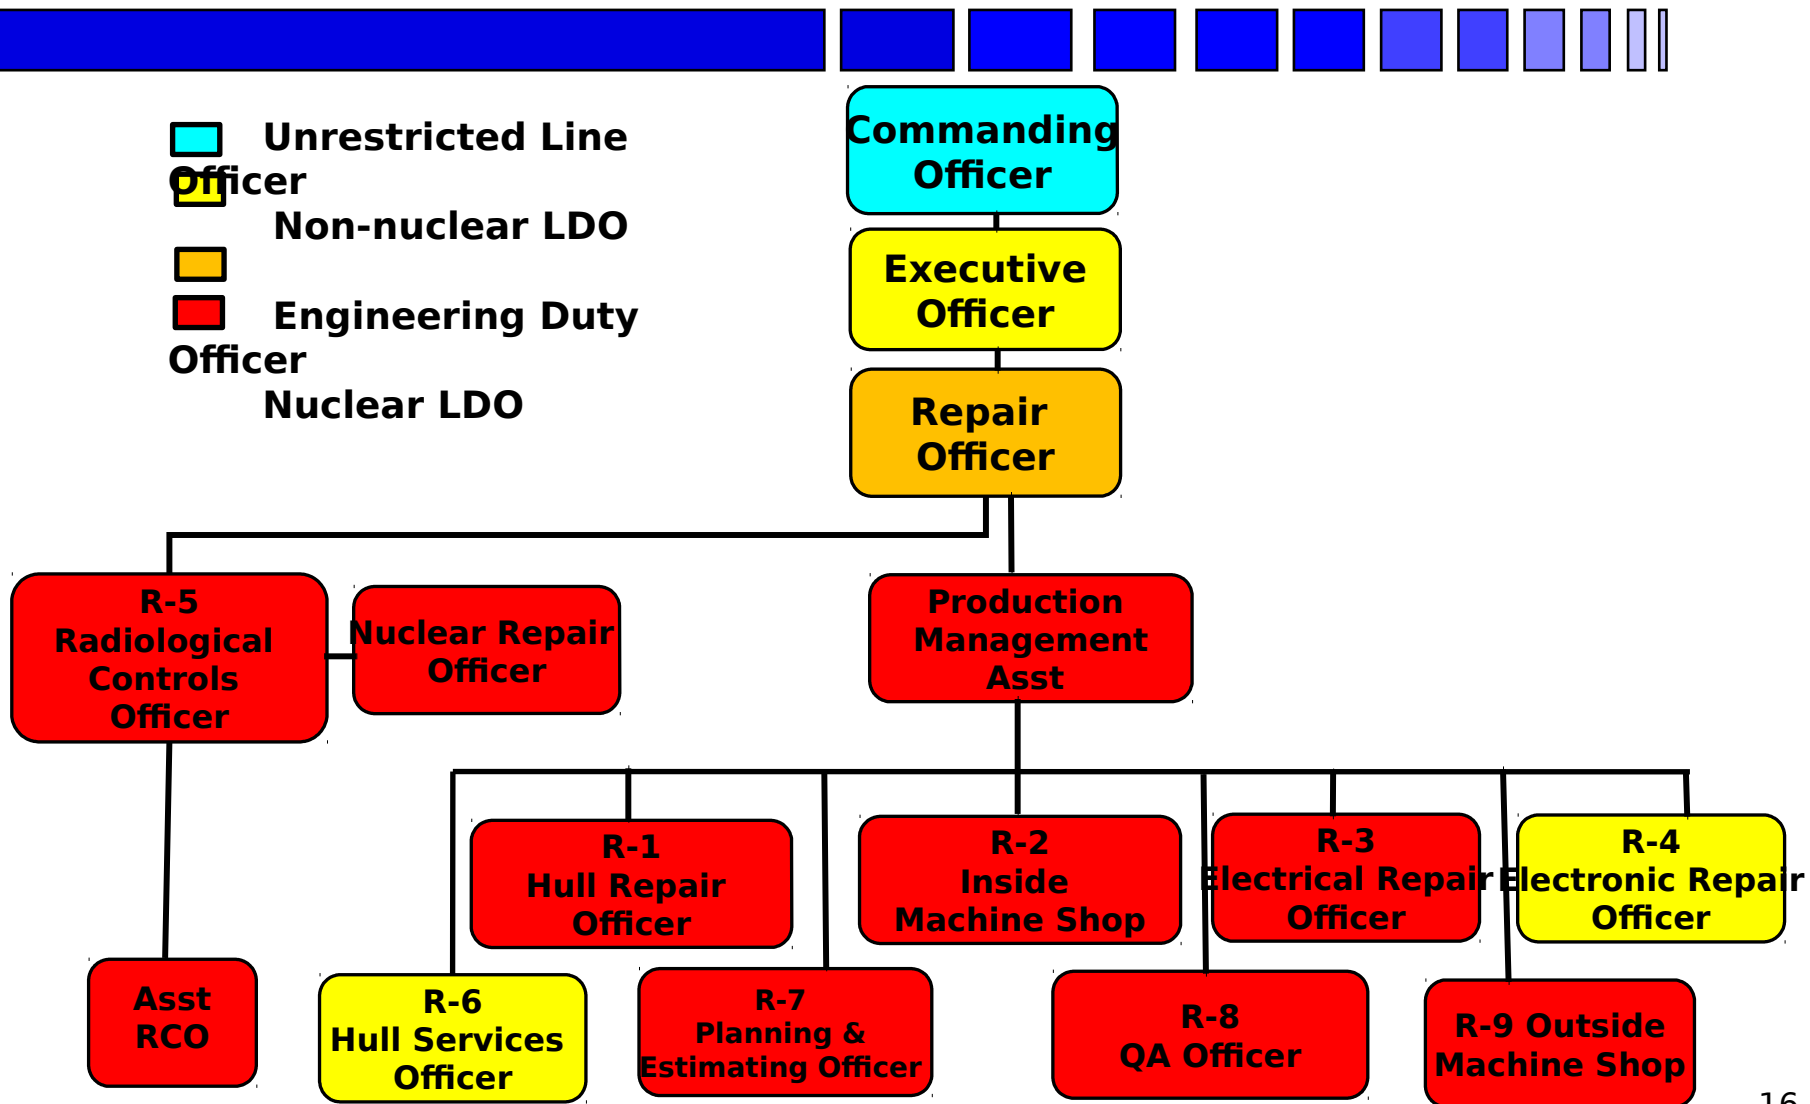 Unrestricted Line
Officer
Non-nuclear LDO
Engineering Duty
Officer
Nuclear LDO
Commanding
Officer
Executive
Officer
Repair
Officer
R-5
Radiological
Controls
Officer
Nuclear Repair
Officer
Production
Management
Asst
R-1
Hull Repair
Officer
R-2
Inside
Machine Shop
R-3
Electrical Repair
Officer
R-4
Electronic Repair
Officer
Asst
RCO
R-6
Hull Services
Officer
R-7
Planning &
Estimating Officer
R-8
QA Officer
R-9 Outside
Machine Shop
16